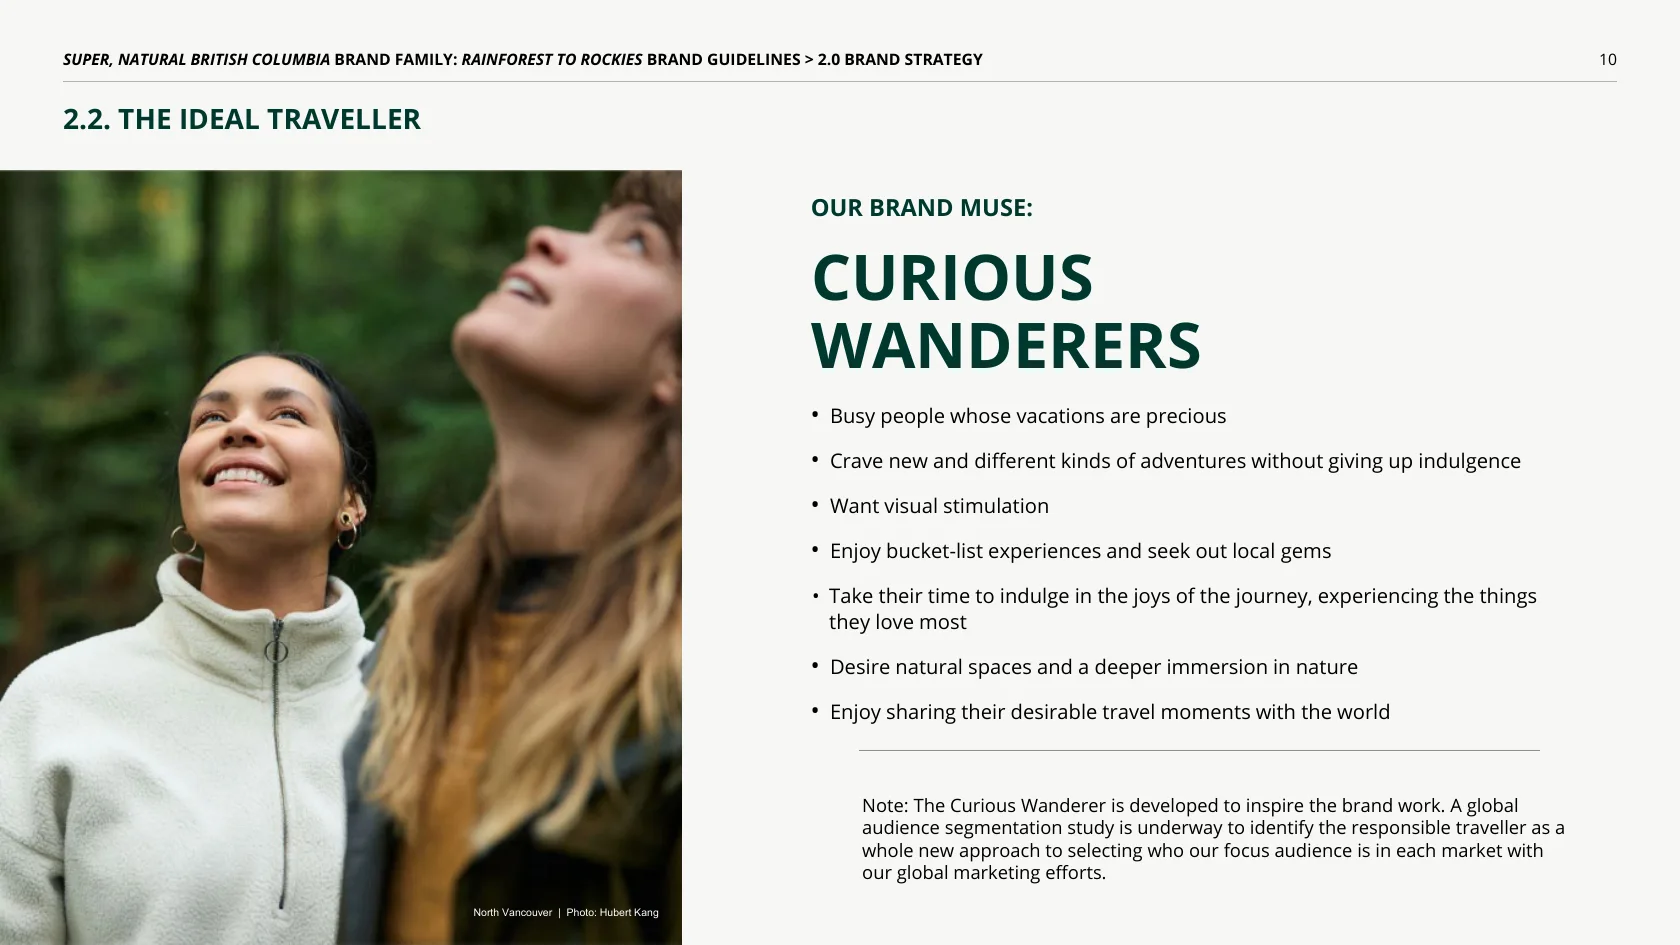 SUPER, NATURAL BRITISH COLUMBIA BRAND FAMILY: RAINFOREST TO ROCKIES BRAND GUIDELINES > 2.0 BRAND STRATEGY
10
2.2. THE IDEAL TRAVELLER
OUR BRAND MUSE:
CURIOUS
WANDERERS
• Busy people whose vacations are precious
• Crave new and different kinds of adventures without giving up indulgence
• Want visual stimulation
• Enjoy bucket-list experiences and seek out local gems
• Take their time to indulge in the joys of the journey, experiencing the things
they love most
• Desire natural spaces and a deeper immersion in nature
• Enjoy sharing their desirable travel moments with the world
Note: The Curious Wanderer is developed to inspire the brand work. A global
audience segmentation study is underway to identify the responsible traveller as a
whole new approach to selecting who our focus audience is in each market with
our global marketing efforts.
North Vancouver | Photo: Hubert Kang